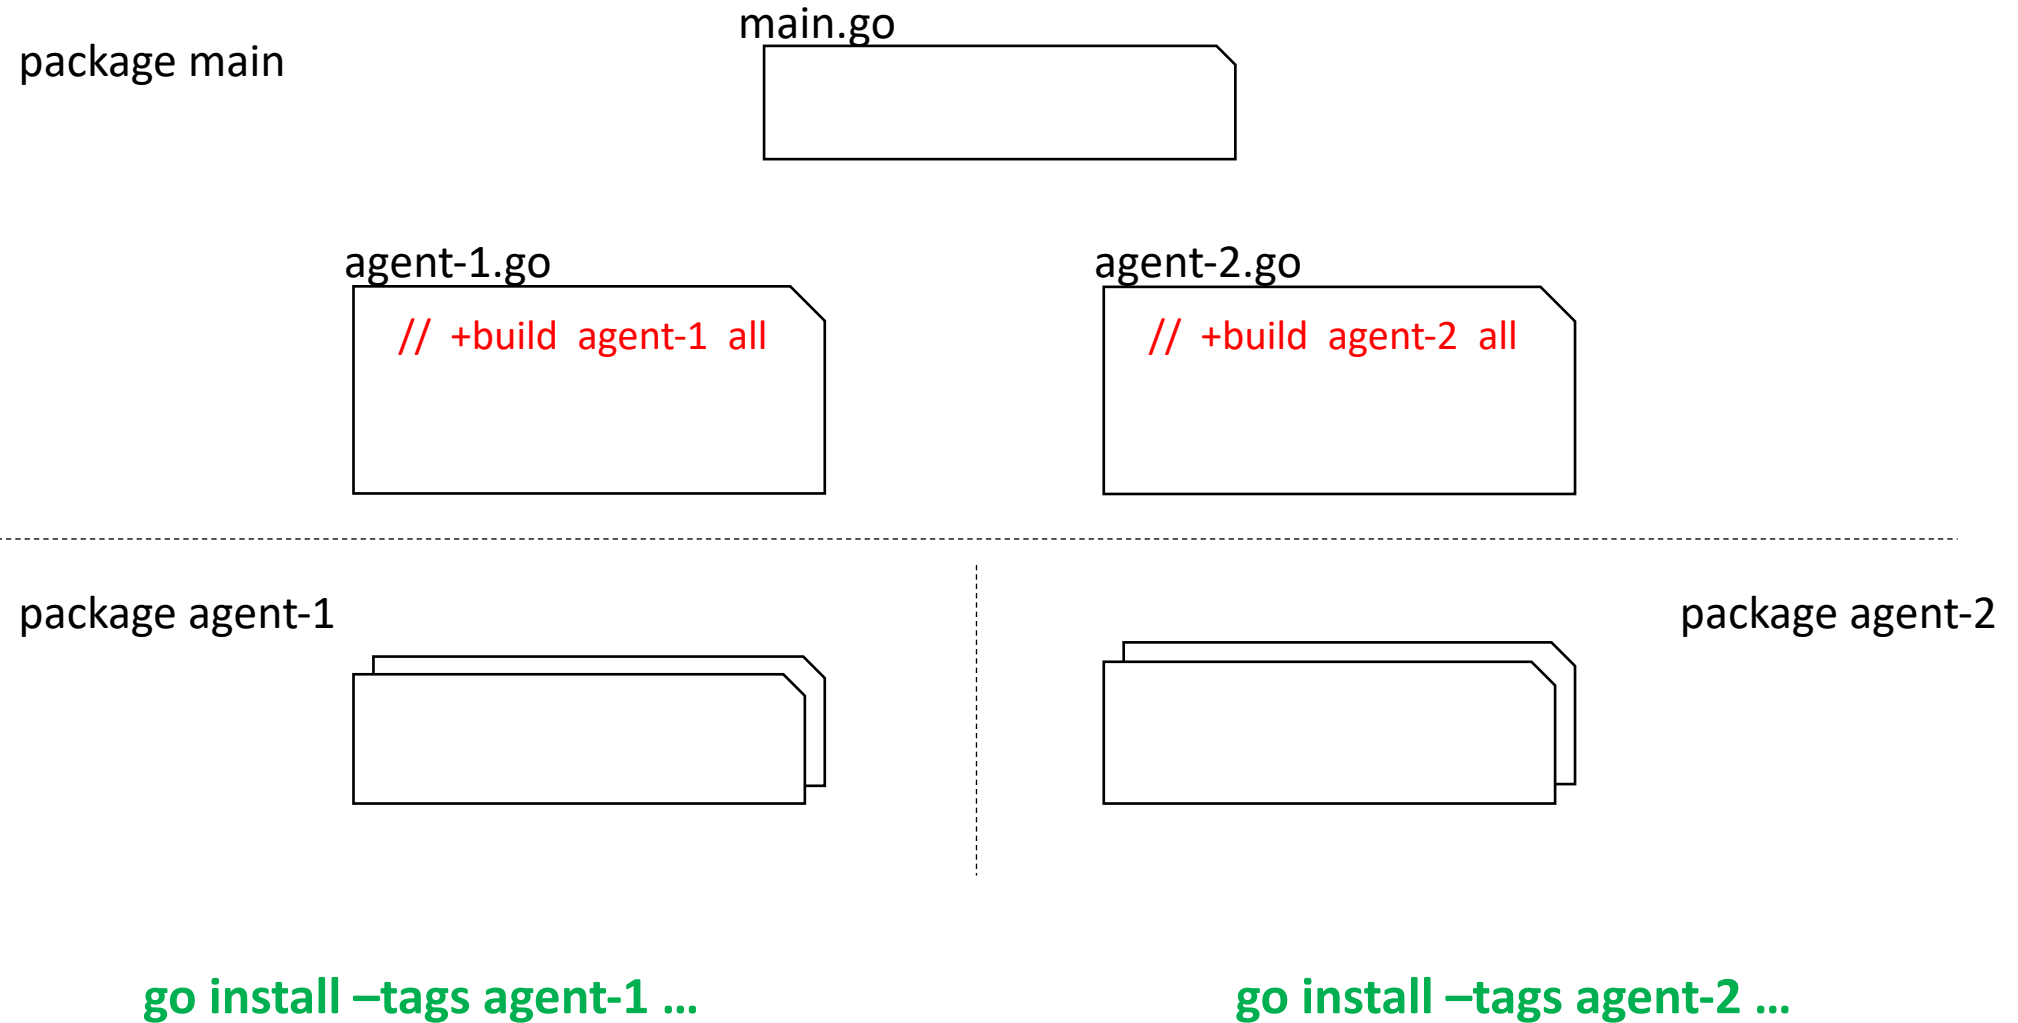 main.go
package main
agent-1.go
agent-2.go
// +build agent-1 all
// +build agent-2 all
package agent-1
package agent-2
go install –tags agent-1 ...
go install –tags agent-2 ...